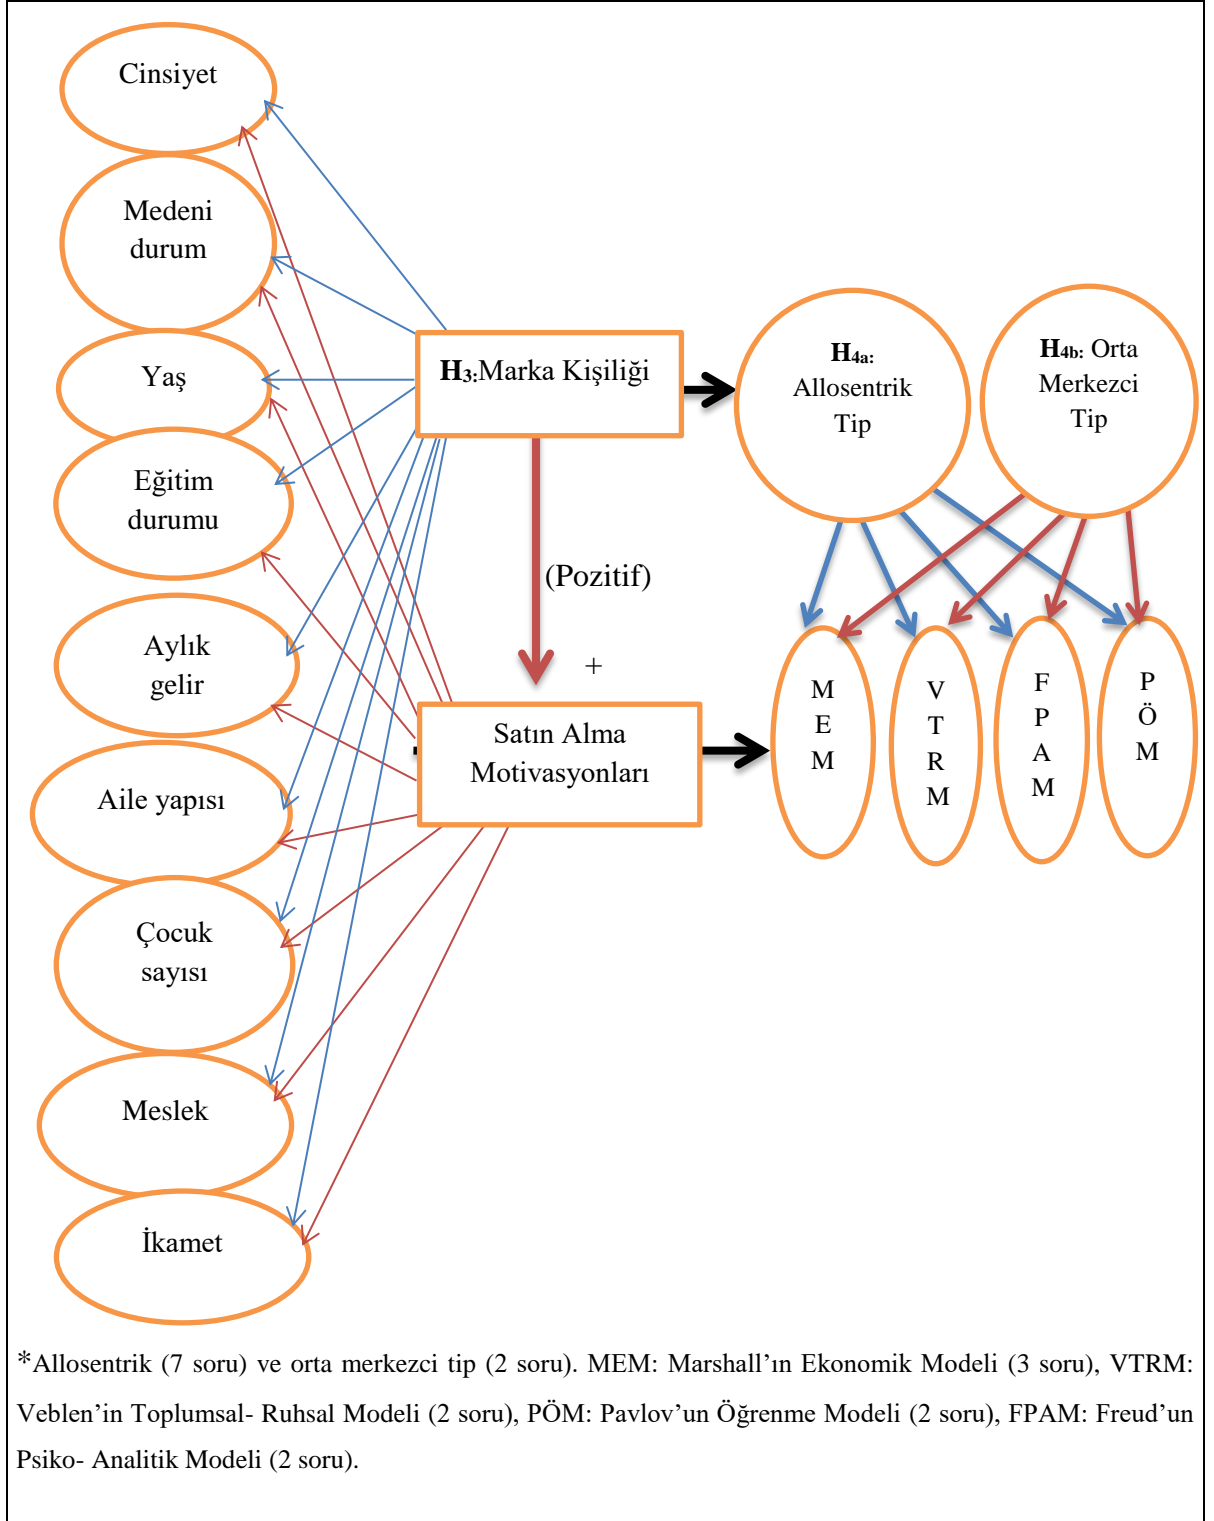 Cinsiyet
Medeni
durum
Yaş
Eğitim
durumu
Aylık
gelir
Aile yapısı
Çocuk
sayısı
Meslek
İkamet
H3:Marka Kişiliği
(Pozitif)
+
Satın Alma
Motivasyonları
H4a:
Allosentrik
Tip
H4b: Orta
Merkezci
Tip
M
E
M
V
T
R
M
F
P
A
M
P
Ö
M
*Allosentrik (7 soru) ve orta merkezci tip (2 soru). MEM: Marshall’ın Ekonomik Modeli (3 soru), VTRM:
Veblen’in Toplumsal- Ruhsal Modeli (2 soru), PÖM: Pavlov’un Öğrenme Modeli (2 soru), FPAM: Freud’un
Psiko- Analitik Modeli (2 soru).